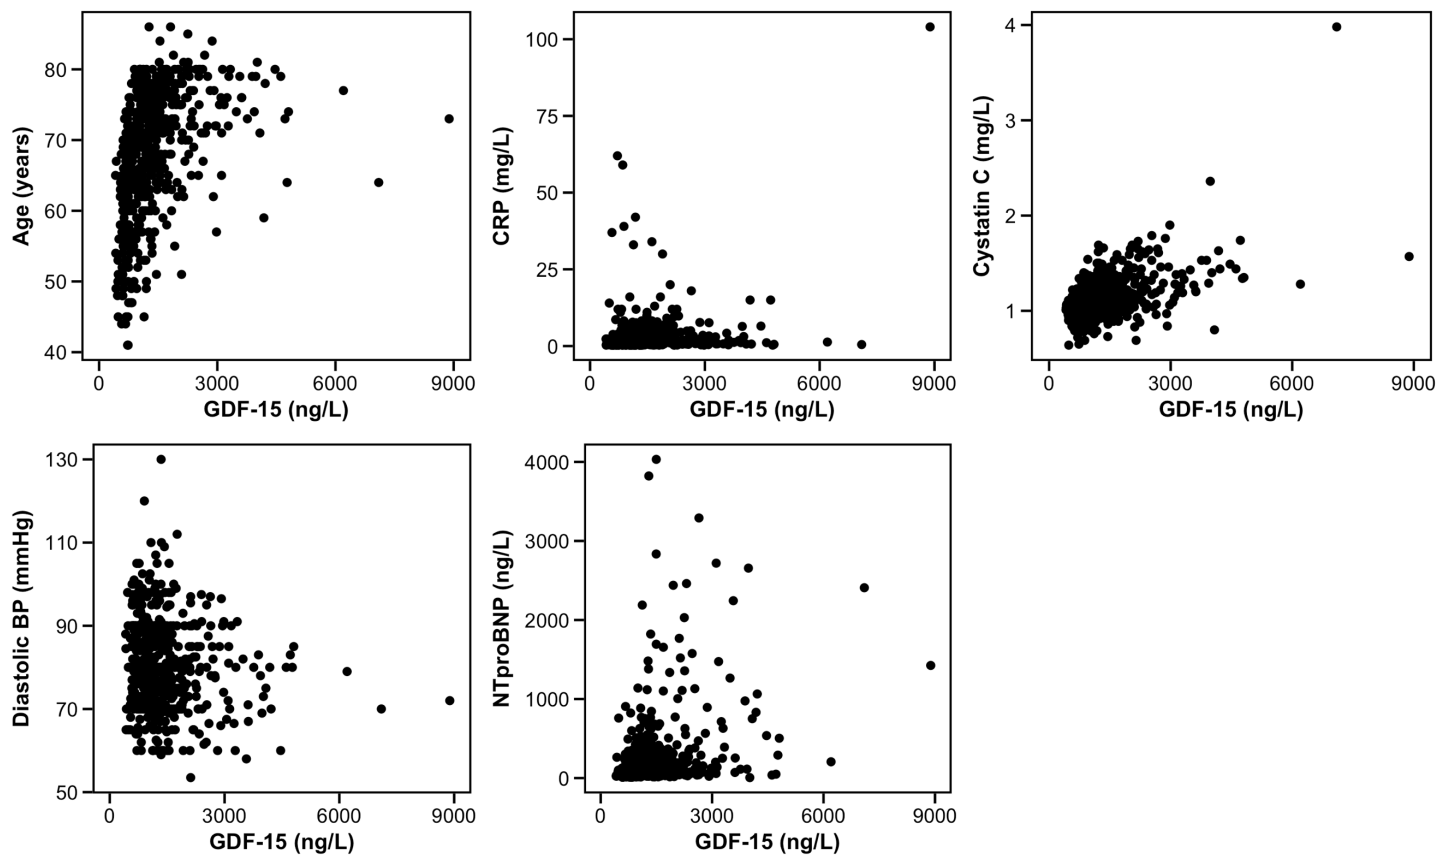 Age (years)
80
70
60
50
40
0 3000 6000 9000
GDF-15 (ng/L)
CRP (mg/L)
100
75
50
25
0
0 3000 6000 9000
GDF-15 (ng/L)
Cystatin C (mg/L)
4
3
2
1
0 3000 6000 9000
GDF-15 (ng/L)
Diastolic BP (mmHg)
130
110
90
70
50
0 3000 6000 9000
GDF-15 (ng/L)
NTproBNP (ng/L)
4000
3000
2000
1000
0
0 3000 6000 9000
GDF-15 (ng/L)